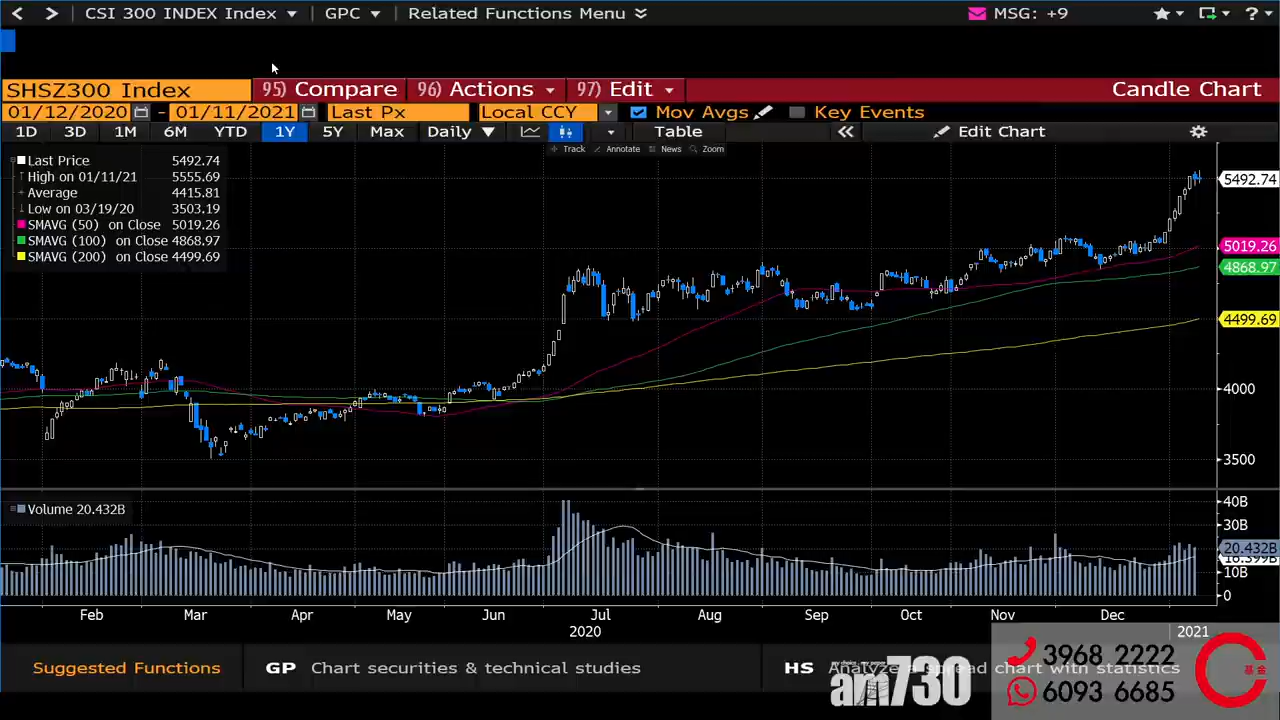 CSI 300 INDEX Index GPC Related Functions Menu MSG: +9 ?
SHSZ300 Index 95) Compare 96) Actions 97) Edit Candle Chart
01/12/2020 - 01/11/2021 Last Px Local CCY Mov Avgs Key Events
1D 3D 1M 6M YTD 1Y 5Y Max Daily Table Edit Chart
Track Annotate News Zoom
Last Price 5492.74
High on 01/11/21 5555.69
Average 4415.81
Low on 03/19/20 3503.19
SMAVG (50) on Close 5019.26
SMAVG (100) on Close 4868.97
SMAVG (200) on Close 4499.69
5492.74
5019.26
4868.97
4499.69
4000
3500
Volume 20.432B
40B
30B
20.432B
10B
0
Feb Mar Apr May Jun Jul Aug Sep Oct Nov Dec
2020 2021
Suggested Functions GP Chart securities & technical studies HS Analyze a spread chart with statistics
am730
3968 2222
6093 6685
基金